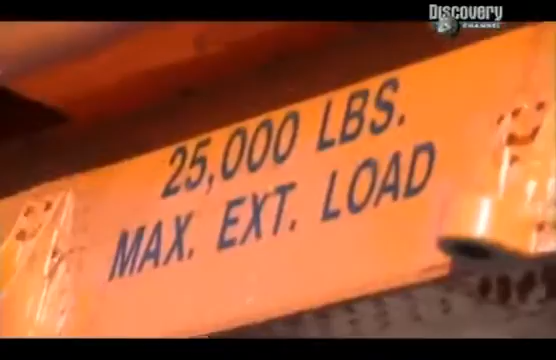 Discovery
CHANNEL
25,000 LBS.
MAX. EXT. LOAD